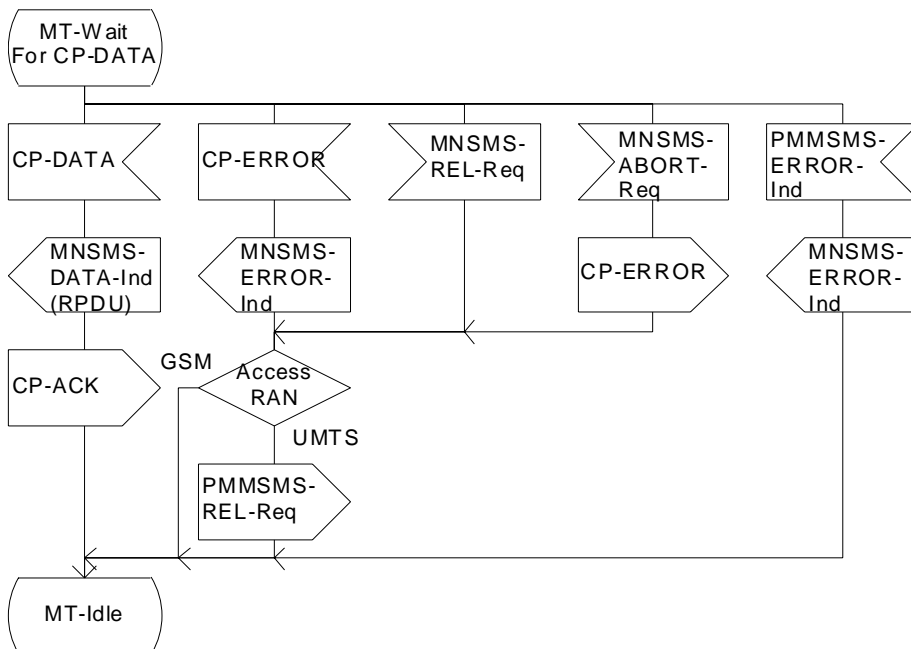 MT-Wait
For CP-DATA
CP-DATA
CP-ERROR
MNSMS-
REL-Req
MNSMS-
ABORT-
Req
PMMSMS-
ERROR-
Ind
MNSMS-
DATA-Ind
(RPDU)
MNSMS-
ERROR-
Ind
CP-ERROR
MNSMS-
ERROR-
Ind
CP-ACK
GSM
Access
RAN
UMTS
PMMSMS-
REL-Req
MT-Idle